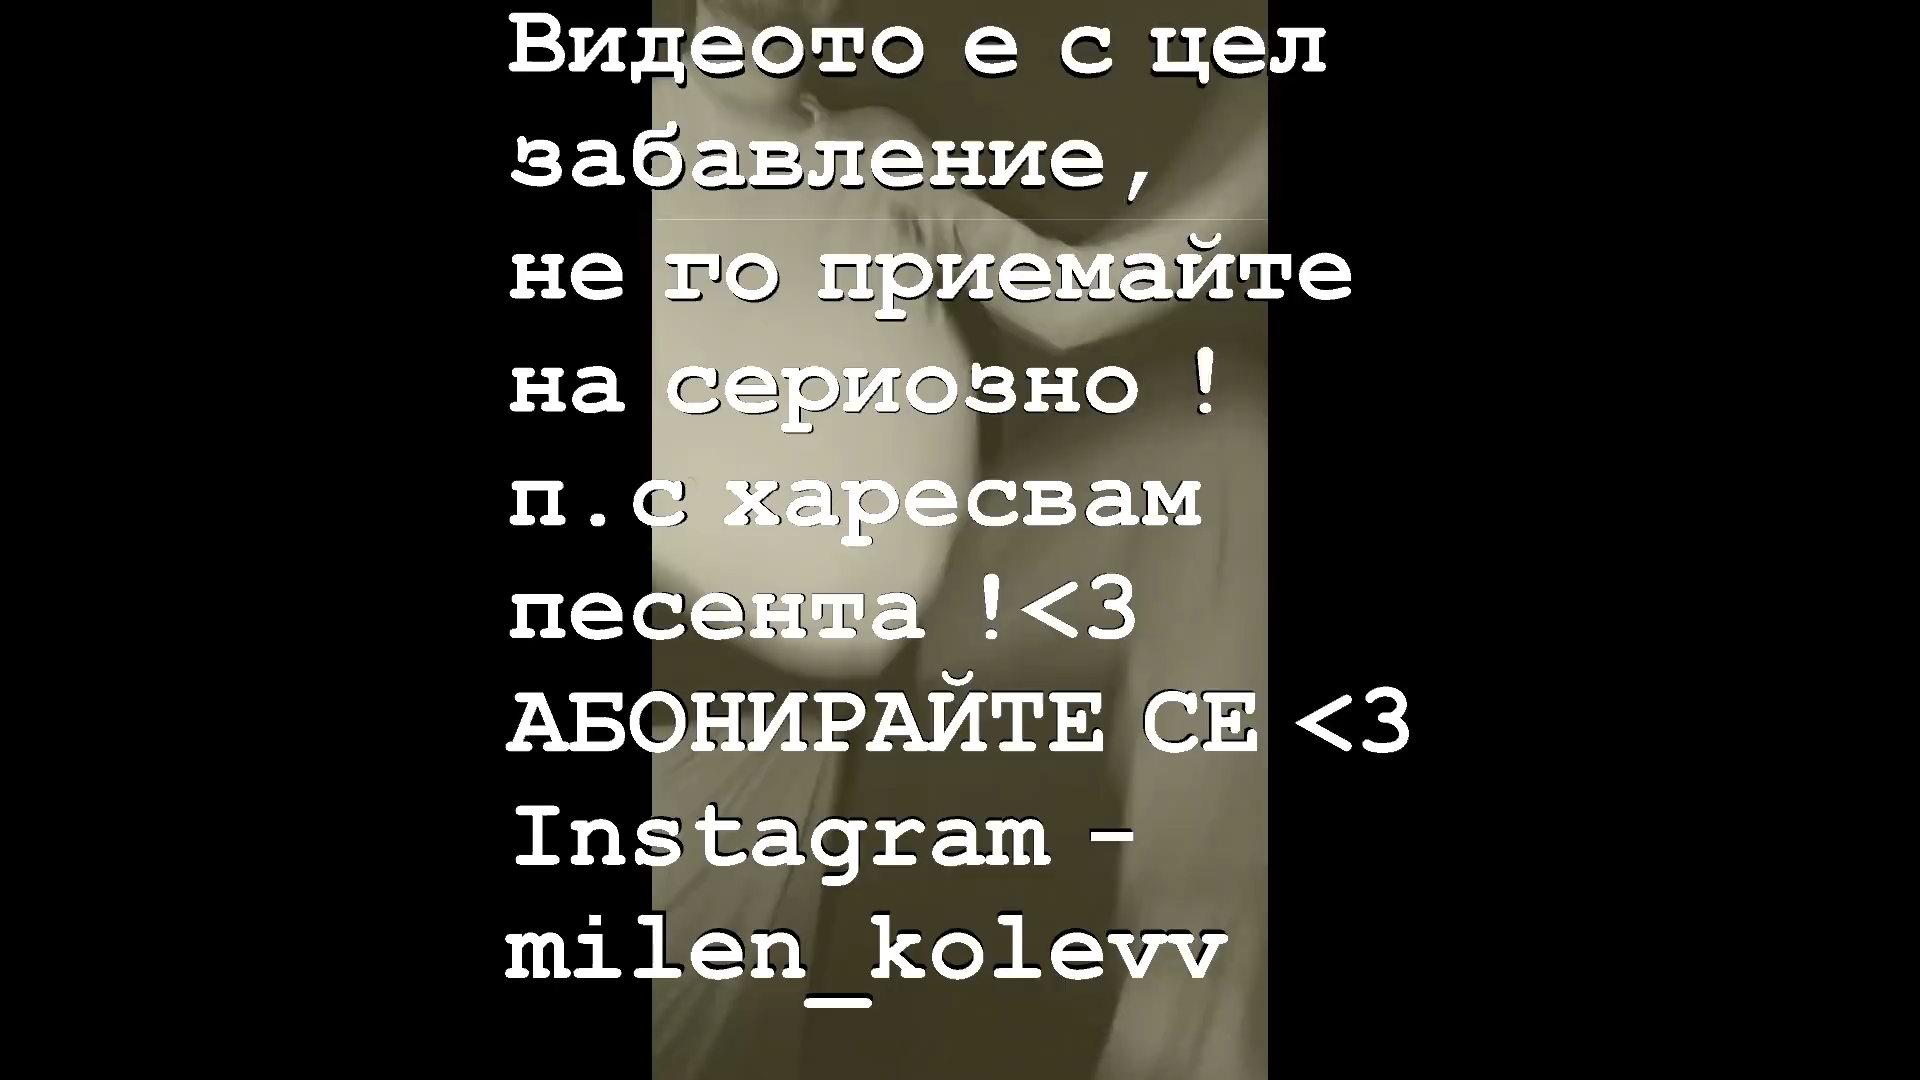 Видеото е с цел
забавление,
не го приемайте
на сериозно !
п.с харесвам
песента !<3
АБОНИРАЙТЕ СЕ <3
Instagram -
milen_kolevv